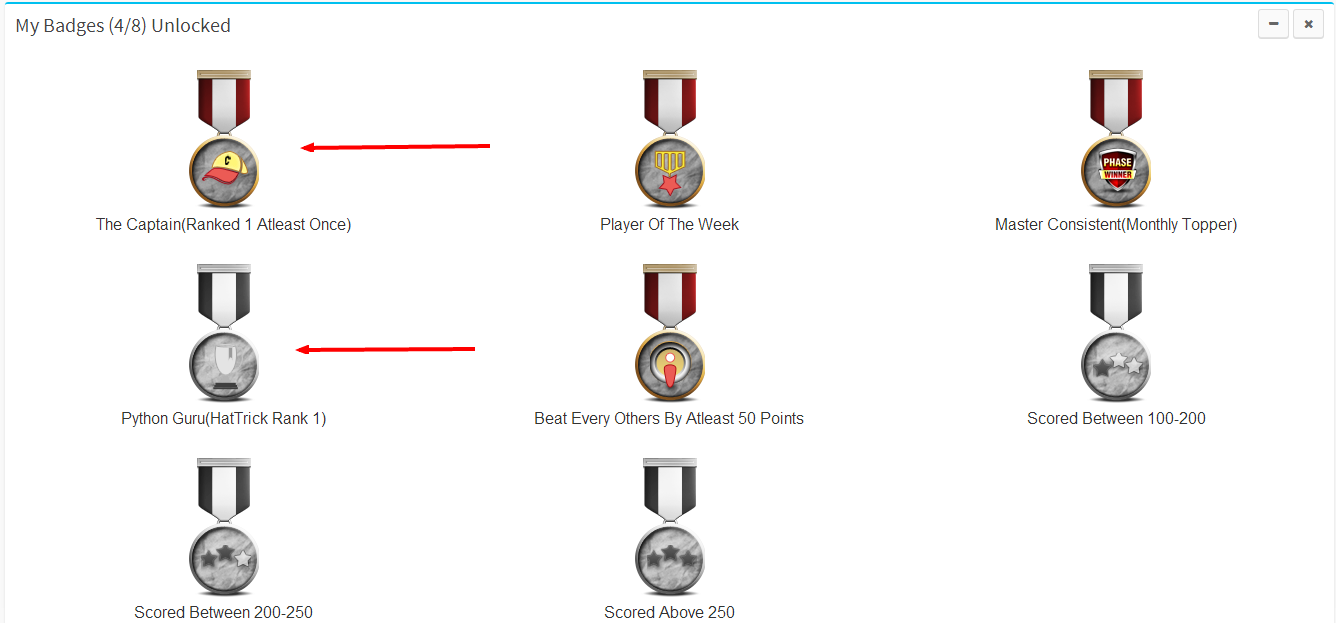 My Badges (4/8) Unlocked
C
PHASE
WINNER
The Captain(Ranked 1 Atleast Once)
Player Of The Week
Master Consistent(Monthly Topper)
Python Guru(HatTrick Rank 1)
Beat Every Others By Atleast 50 Points
Scored Between 100-200
Scored Between 200-250
Scored Above 250